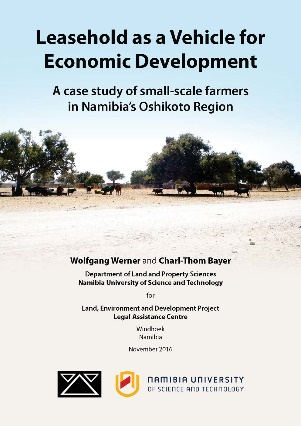 Leasehold as a Vehicle for
Economic Development
A case study of small-scale farmers
in Namibia's Oshikoto Region
Wolfgang Werner and Charl-Thom Bayer
Department of Land and Property Sciences
Namibia University of Science and Technology
for
Land, Environment and Development Project
Legal Assistance Centre
Windhoek
Namibia
November 2016
NAMIBIA UNIVERSITY
OF SCIENCE AND TECHNOLOGY